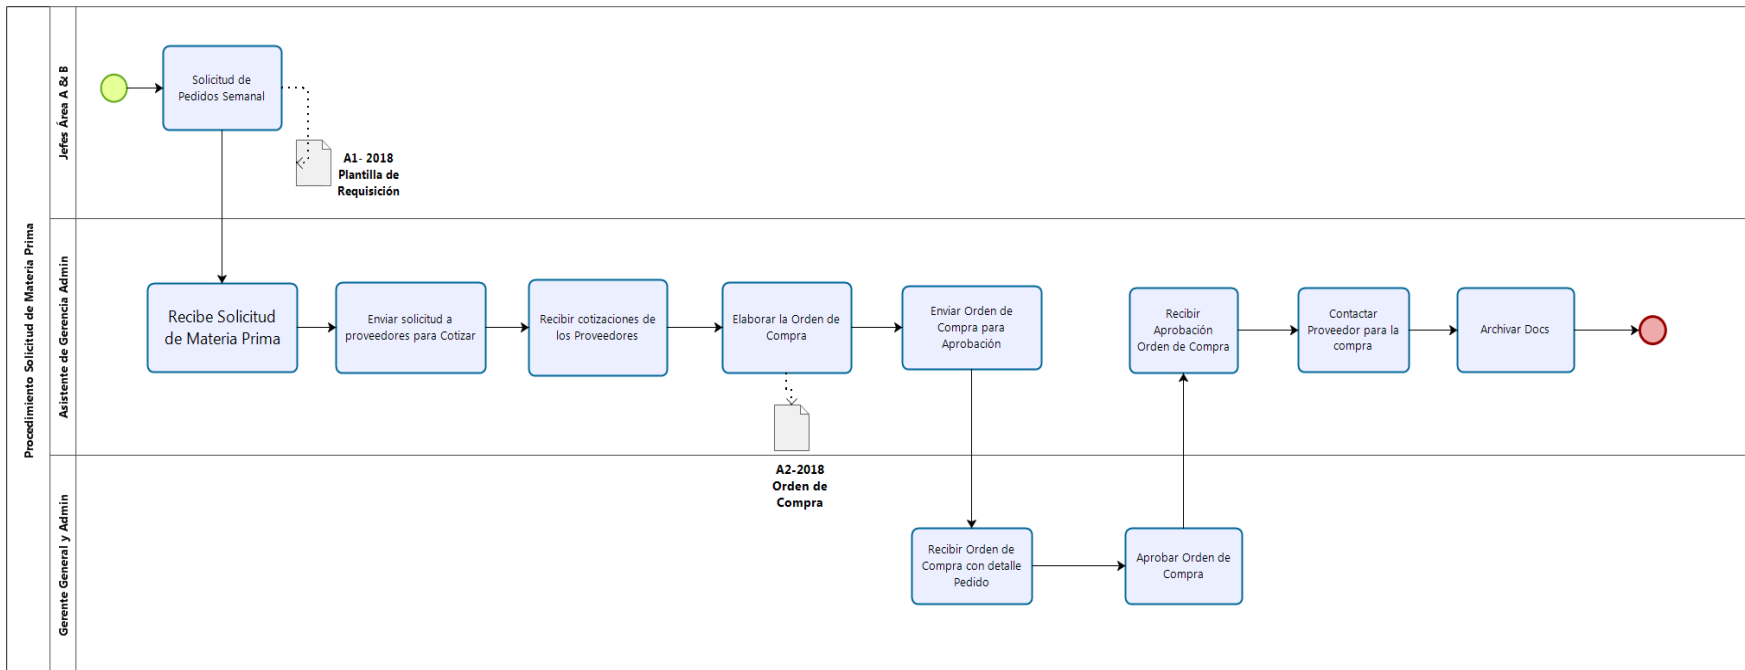 Procedimiento Solicitud de Materia Prima
Jefes Área A & B
Solicitud de
Pedidos Semanal
A1- 2018
Plantilla de
Requisición
Asistente de Gerencia Admin
Recibe Solicitud
de Materia Prima
Enviar solicitud a
proveedores para Cotizar
Recibir cotizaciones de
los Proveedores
Elaborar la Orden de
Compra
A2-2018
Orden de
Compra
Enviar Orden de
Compra para
Aprobación
Recibir
Aprobación
Orden de Compra
Contactar
Proveedor para la
compra
Archivar Docs
Gerente General y Admin
Recibir Orden de
Compra con detalle
Pedido
Aprobar Orden de
Compra